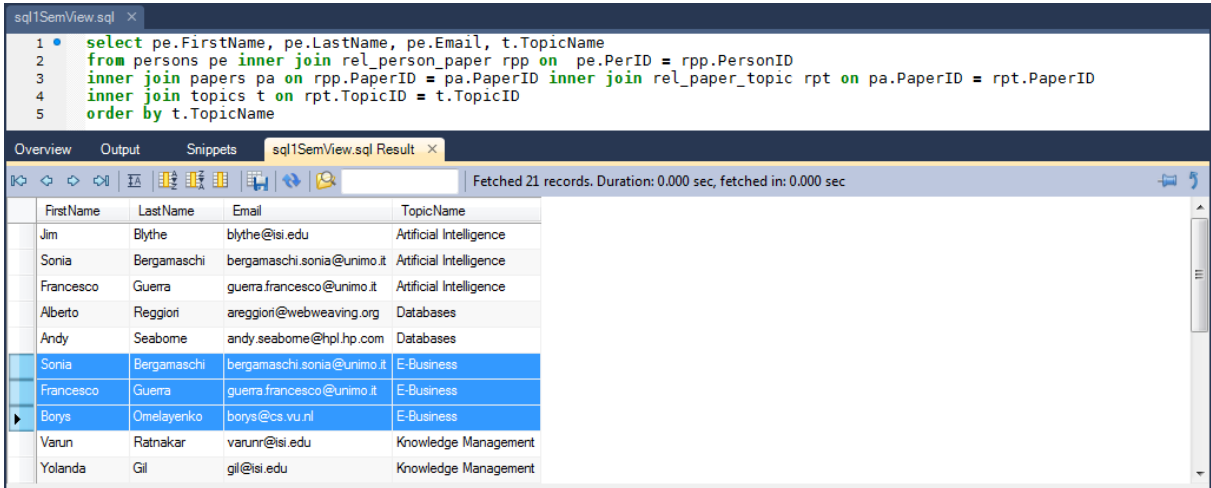 sql1SemView.sql ×
1 select pe.FirstName, pe.LastName, pe.Email, t.TopicName
2 from persons pe inner join rel_person_paper rpp on  pe.PerID = rpp.PersonID
3 inner join papers pa on rpp.PaperID = pa.PaperID inner join rel_paper_topic rpt on pa.PaperID = rpt.PaperID
4 inner join topics t on rpt.TopicID = t.TopicID
5 order by t.TopicName
Overview Output Snippets sql1SemView.sql Result ×
Fetched 21 records. Duration: 0.000 sec, fetched in: 0.000 sec
FirstName LastName Email TopicName
Jim Blythe blythe@isi.edu Artificial Intelligence
Sonia Bergamaschi bergamaschi.sonia@unimo.it Artificial Intelligence
Francesco Guerra guerra.francesco@unimo.it Artificial Intelligence
Alberto Reggiori areggiori@webweaving.org Databases
Andy Seaborne andy.seaborne@hpl.hp.com Databases
Sonia Bergamaschi bergamaschi.sonia@unimo.it E-Business
Francesco Guerra guerra.francesco@unimo.it E-Business
Borys Omelayenko borys@cs.vu.nl E-Business
Varun Ratnakar varunr@isi.edu Knowledge Management
Yolanda Gil gil@isi.edu Knowledge Management